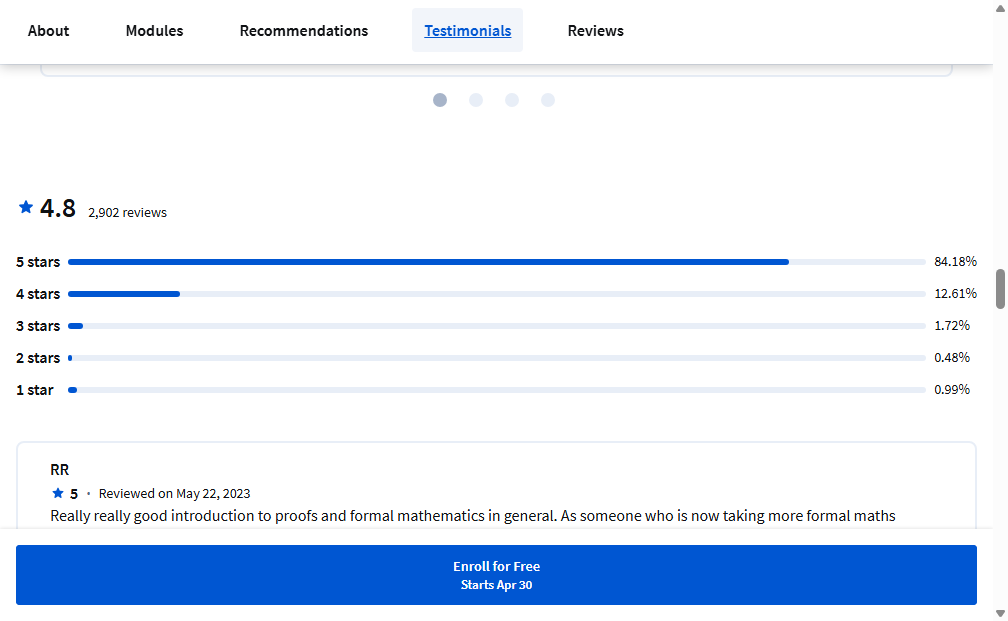 About Modules Recommendations Testimonials Reviews
4.8 2,902 reviews
5 stars 84.18%
4 stars 12.61%
3 stars 1.72%
2 stars 0.48%
1 star 0.99%
RR
5 · Reviewed on May 22, 2023
Really really good introduction to proofs and formal mathematics in general. As someone who is now taking more formal maths
Enroll for Free
Starts Apr 30